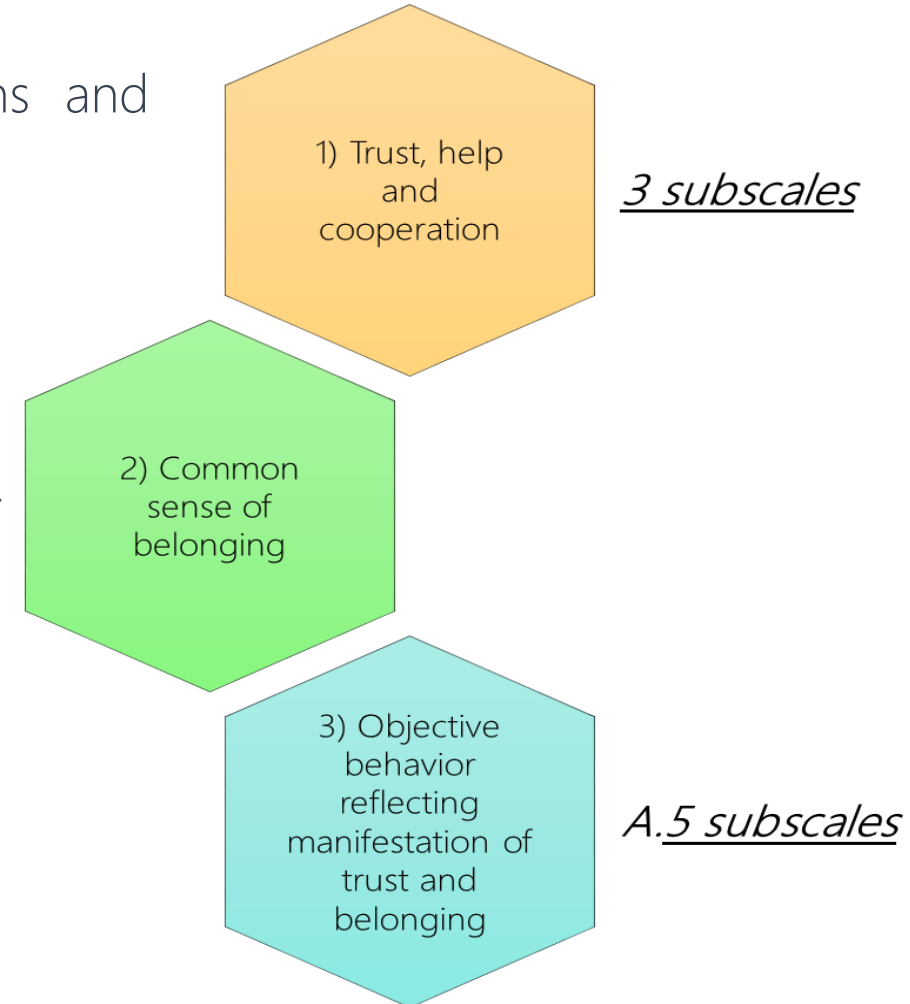 and
1) Trust, help
and
cooperation
3 subscales
2) Common
sense of
belonging
3) Objective
behavior
reflecting
manifestation of
trust and
belonging
A.5 subscales